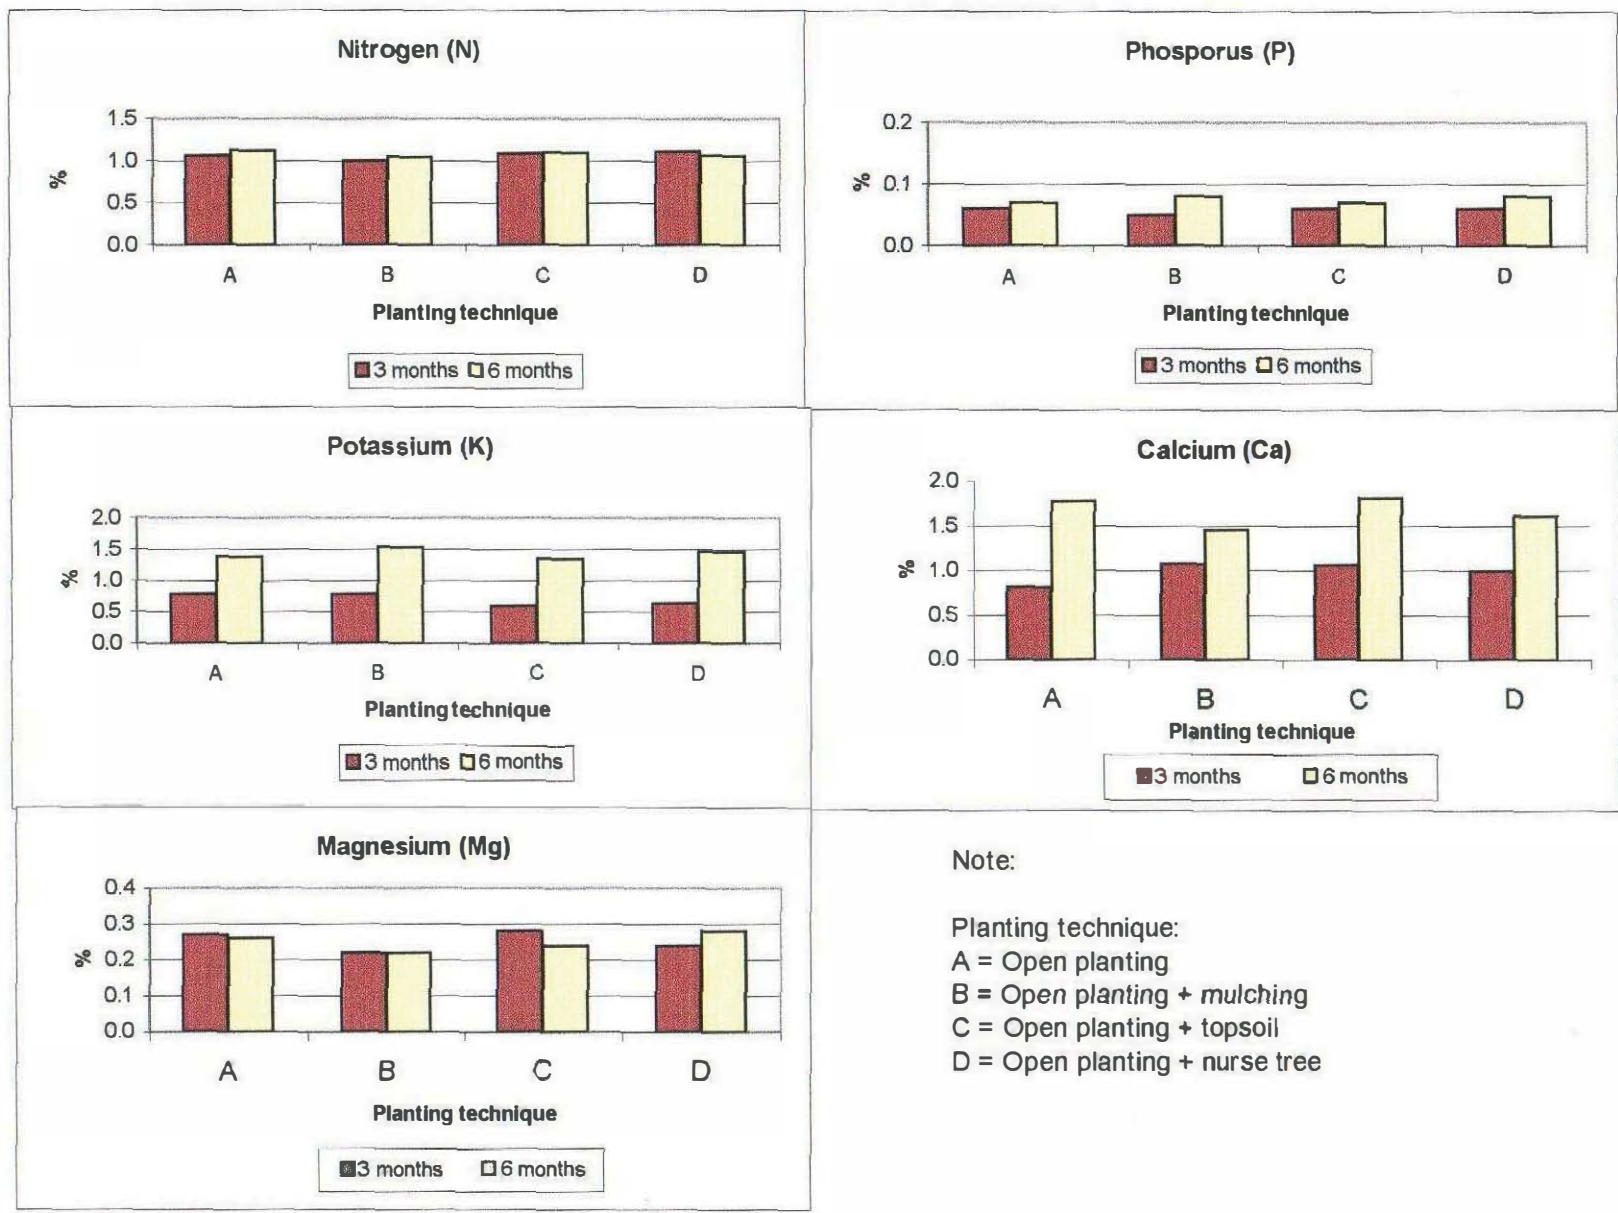 Nitrogen (N)
1.5
1.0
0.5
0.0
%
A B C D
Planting technique
3 months 6 months
Phosporus (P)
0.2
0.1
0.0
%
A B C D
Planting technique
3 months 6 months
Potassium (K)
2.0
1.5
1.0
0.5
0.0
%
A B C D
Planting technique
3 months 6 months
Calcium (Ca)
2.0
1.5
1.0
0.5
0.0
%
A B C D
Planting technique
3 months 6 months
Magnesium (Mg)
0.4
0.3
0.2
0.1
0.0
%
A B C D
Planting technique
3 months 6 months
Note:
Planting technique:
A = Open planting
B = Open planting + mulching
C = Open planting + topsoil
D = Open planting + nurse tree